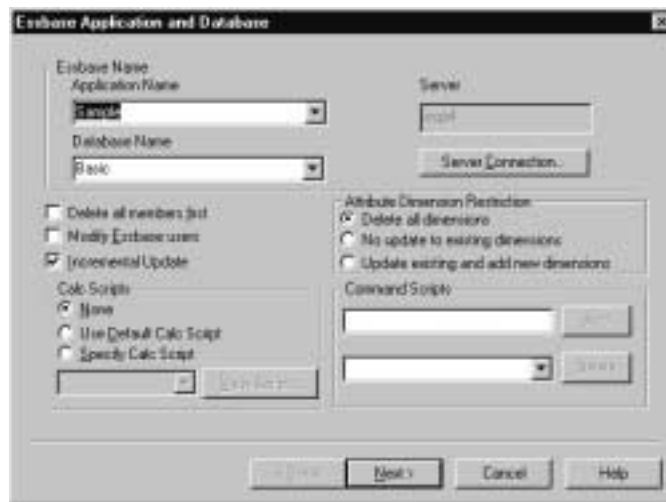 Essbase Application and Database
Essbase Name
Application Name
Server
Sample
Database Name
Basic
Server Connection...
Delete all members first
Modify Essbase users
Incremental Update
Attribute Dimension Restriction
Delete all dimensions
No update to existing dimensions
Update existing and add new dimensions
Calc Scripts
None
Use Default Calc Script
Specify Calc Script
Command Scripts
Next >
Cancel
Help